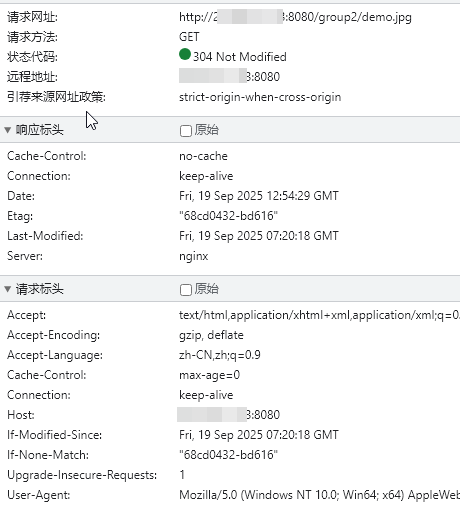 请求网址: http://2 3:8080/group2/demo.jpg
请求方法: GET
状态代码: 304 Not Modified
远程地址: 3:8080
引荐来源网址政策: strict-origin-when-cross-origin
响应标头 原始
Cache-Control: no-cache
Connection: keep-alive
Date: Fri, 19 Sep 2025 12:54:29 GMT
Etag: "68cd0432-bd616"
Last-Modified: Fri, 19 Sep 2025 07:20:18 GMT
Server: nginx
请求标头 原始
Accept: text/html,application/xhtml+xml,application/xml;q=0.
Accept-Encoding: gzip, deflate
Accept-Language: zh-CN,zh;q=0.9
Cache-Control: max-age=0
Connection: keep-alive
Host: 3:8080
If-Modified-Since: Fri, 19 Sep 2025 07:20:18 GMT
If-None-Match: "68cd0432-bd616"
Upgrade-Insecure-Requests: 1
User-Agent: Mozilla/5.0 (Windows NT 10.0; Win64; x64) AppleWeb